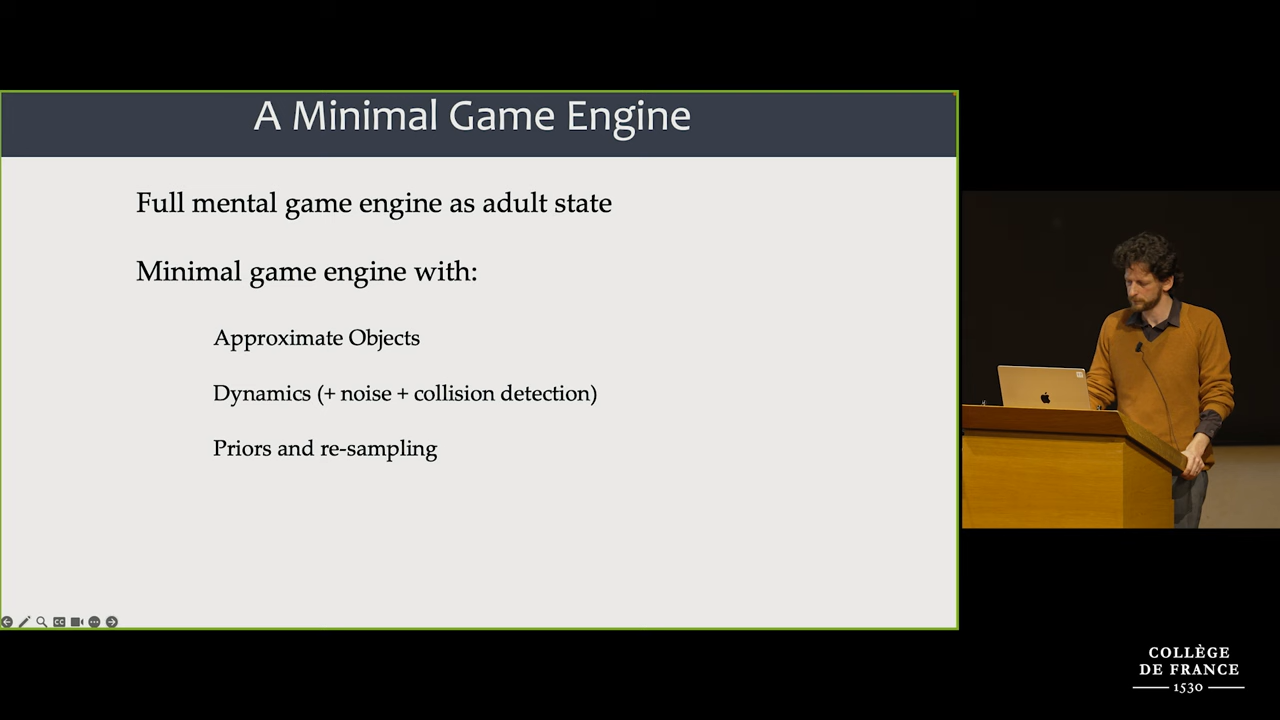 A Minimal Game Engine
Full mental game engine as adult state
Minimal game engine with:
Approximate Objects
Dynamics (+ noise + collision detection)
Priors and re-sampling
COLLÈGE
DE FRANCE
1530